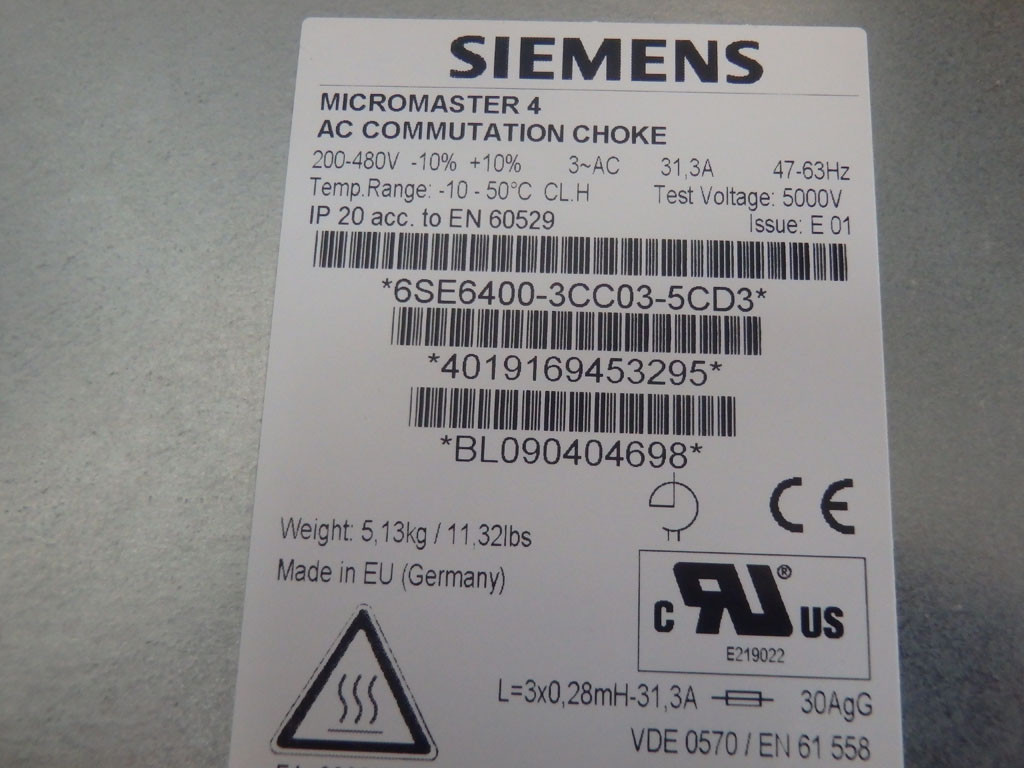 SIEMENS
MICROMASTER 4
AC COMMUTATION CHOKE
200-480V -10% +10% 3~AC 31,3A 47-63Hz
Temp.Range: -10 - 50°C CL.H Test Voltage: 5000V
IP 20 acc. to EN 60529 Issue: E 01
*6SE6400-3CC03-5CD3*
*4019169453295*
*BL090404698*
CE
Weight: 5,13kg / 11,32lbs
Made in EU (Germany)
C RU® US
E219022
L=3x0,28mH-31,3A 30AgG
VDE 0570 / EN 61 558